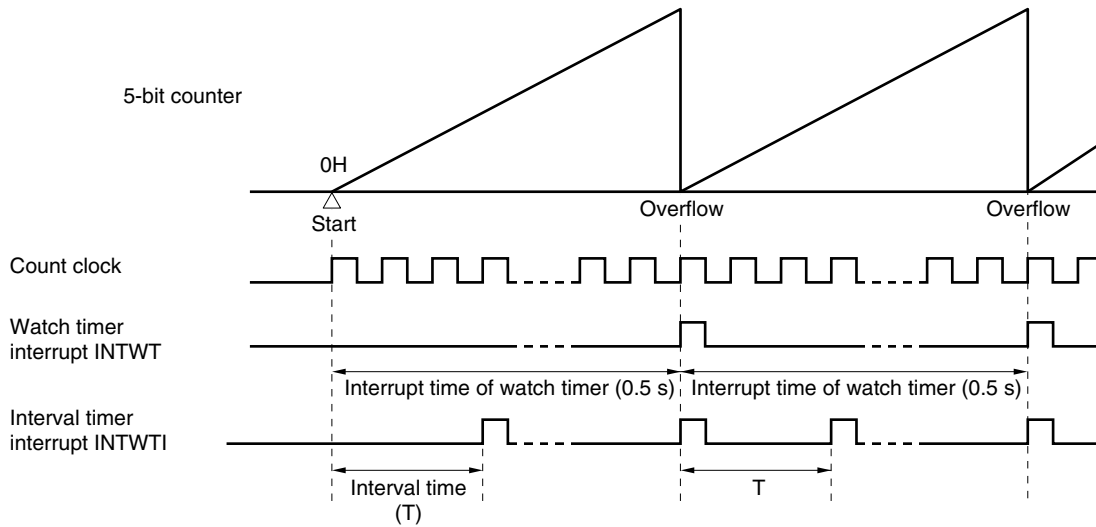 5-bit counter
0H
Start
Overflow
Overflow
Count clock
Watch timer
interrupt INTWT
Interrupt time of watch timer (0.5 s)
Interrupt time of watch timer (0.5 s)
Interval timer
interrupt INTWTI
Interval time
(T)
T